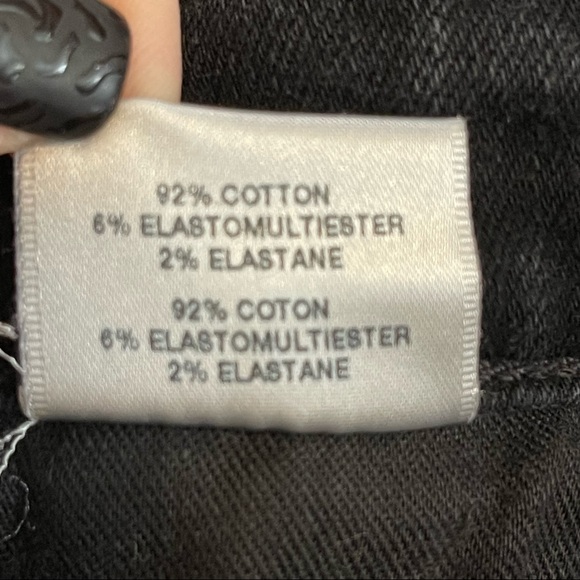 92% COTTON
6% ELASTOMULTIESTER
2% ELASTANE
92% COTON
6% ELASTOMULTIESTER
2% ELASTANE